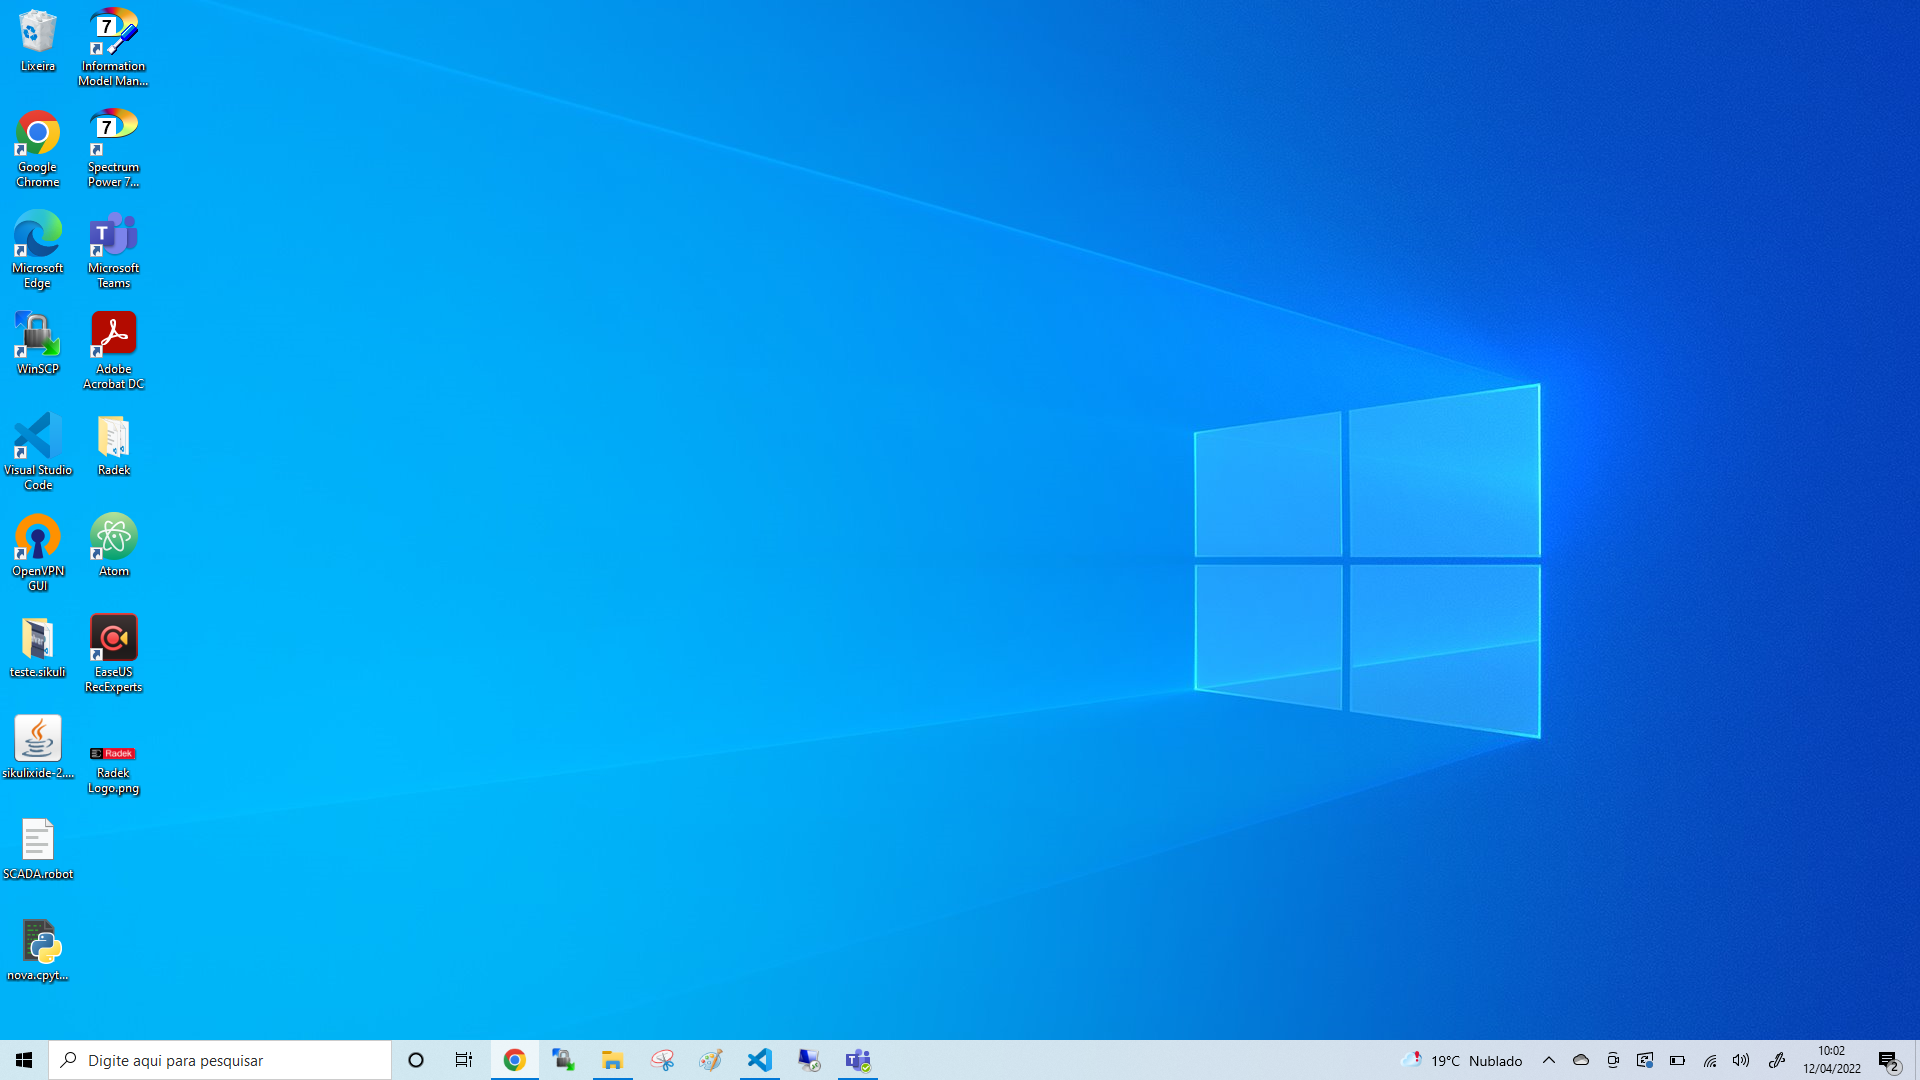 Lixeira
7
Information
Model Man...
Google
Chrome
7
Spectrum
Power 7...
Microsoft
Edge
T
Microsoft
Teams
WinSCP
Adobe
Acrobat DC
Visual Studio
Code
Radek
OpenVPN
GUI
Atom
teste.sikuli
EaseUS
RecExperts
sikulixide-2....
Radek
Radek
Logo.png
SCADA.robot
nova.cpyt...
Digite aqui para pesquisar
19°C Nublado
10:02
12/04/2022
2